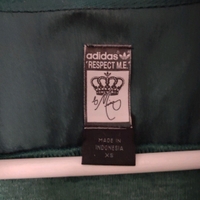 adidas
"RESPECT M.E."
MADE IN
INDONESIA
XS